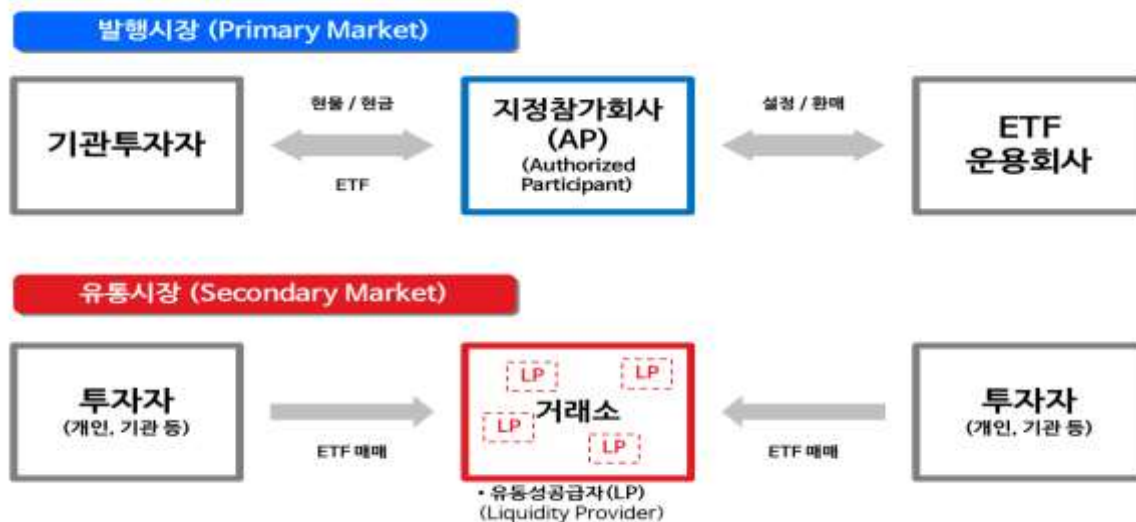 발행시장 (Primary Market)
기관투자자
현물 / 현금
ETF
지정참가회사
(AP)
(Authorized
Participant)
설정 / 환매
ETF
운용회사
유통시장 (Secondary Market)
투자자
(개인, 기관 등)
ETF 매매
LP
LP
LP
거래소
LP
ETF 매매
투자자
(개인, 기관 등)
• 유동성공급자(LP)
(Liquidity Provider)